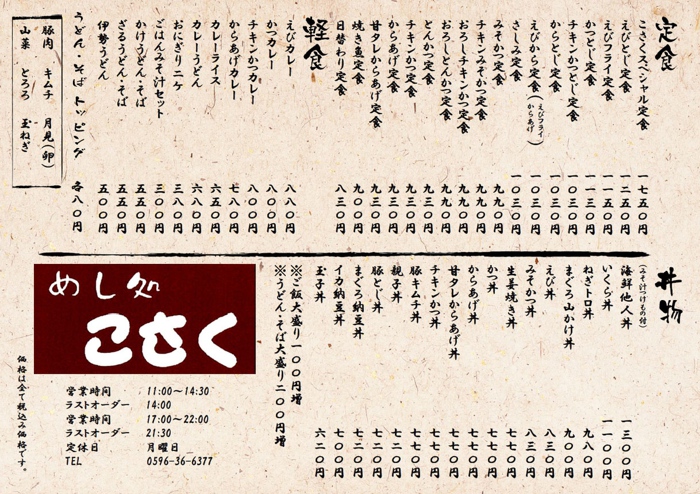 定食
こさくスペシャル定食 一七五〇円
えびとじ定食 一二五〇円
えびフライ定食 一一五〇円
かつとじ定食 一一三〇円
チキンかつとじ定食 一〇三〇円
からとじ定食 一〇三〇円
えびから定食(えびフライ からあげ) 一〇三〇円
さしみ定食 一〇三〇円
みそかつ定食 九九〇円
チキンみそかつ定食 九九〇円
おろしチキンかつ定食 九九〇円
おろしとんかつ定食 九九〇円
とんかつ定食 九三〇円
チキンかつ定食 九三〇円
からあげ定食 九三〇円
甘タレからあげ定食 九三〇円
焼き魚定食 九〇〇円
日替わり定食 八三〇円
軽食
えびカレー 八八〇円
かつカレー 八〇〇円
チキンかつカレー 八〇〇円
からあげカレー 七八〇円
カレーライス 六五〇円
カレーうどん 六八〇円
おにぎり二ケ 三八〇円
ごはんみそ汁セット 三〇〇円
かけうどん・そば 五五〇円
ざるうどん・そば 五五〇円
伊勢うどん 五〇〇円
うどん・そば トッピング 各八〇円
豚肉 キムチ 月見(卵)
山菜 とろろ 玉ねぎ
丼物
(みそ汁つけもの付)
海鮮他人丼 一三〇〇円
いくら丼 一一〇〇円
ねぎトロ丼 九八〇円
まぐろ山かけ丼 九〇〇円
えび丼 八三〇円
みそかつ丼 八三〇円
生姜焼き丼 七七〇円
かつ丼 七七〇円
からあげ丼 七七〇円
甘タレからあげ丼 七七〇円
チキンかつ丼 七七〇円
豚キムチ丼 七二〇円
親子丼 七二〇円
豚とじ丼 七二〇円
まぐろ納豆丼 七二〇円
イカ納豆丼 七〇〇円
玉子丼 六二〇円
※ご飯大盛り一〇〇円増
※うどん・そば大盛り二〇〇円増
めし処
こさく
営業時間 11:00〜14:30
ラストオーダー 14:00
営業時間 17:00〜22:00
ラストオーダー 21:30
定休日 月曜日
TEL 0596-36-6377
価格は全て税込み価格です。